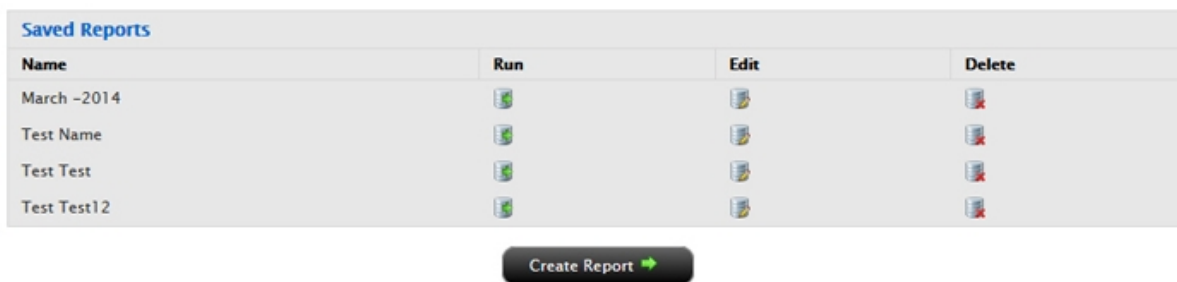 Saved Reports
Name Run Edit Delete
March -2014
Test Name
Test Test
Test Test12
Create Report